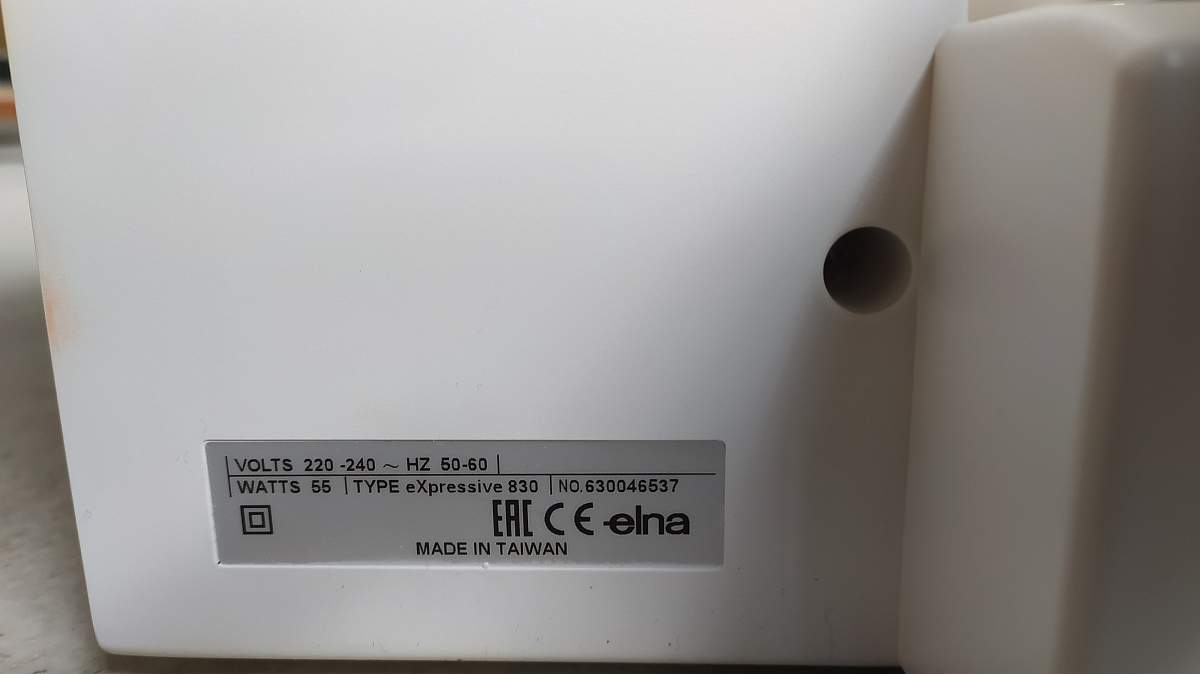 VOLTS 220 -240 ~ HZ 50-60
WATTS 55 TYPE eXpressive 830 NO.630046537
EAC CE elna
MADE IN TAIWAN